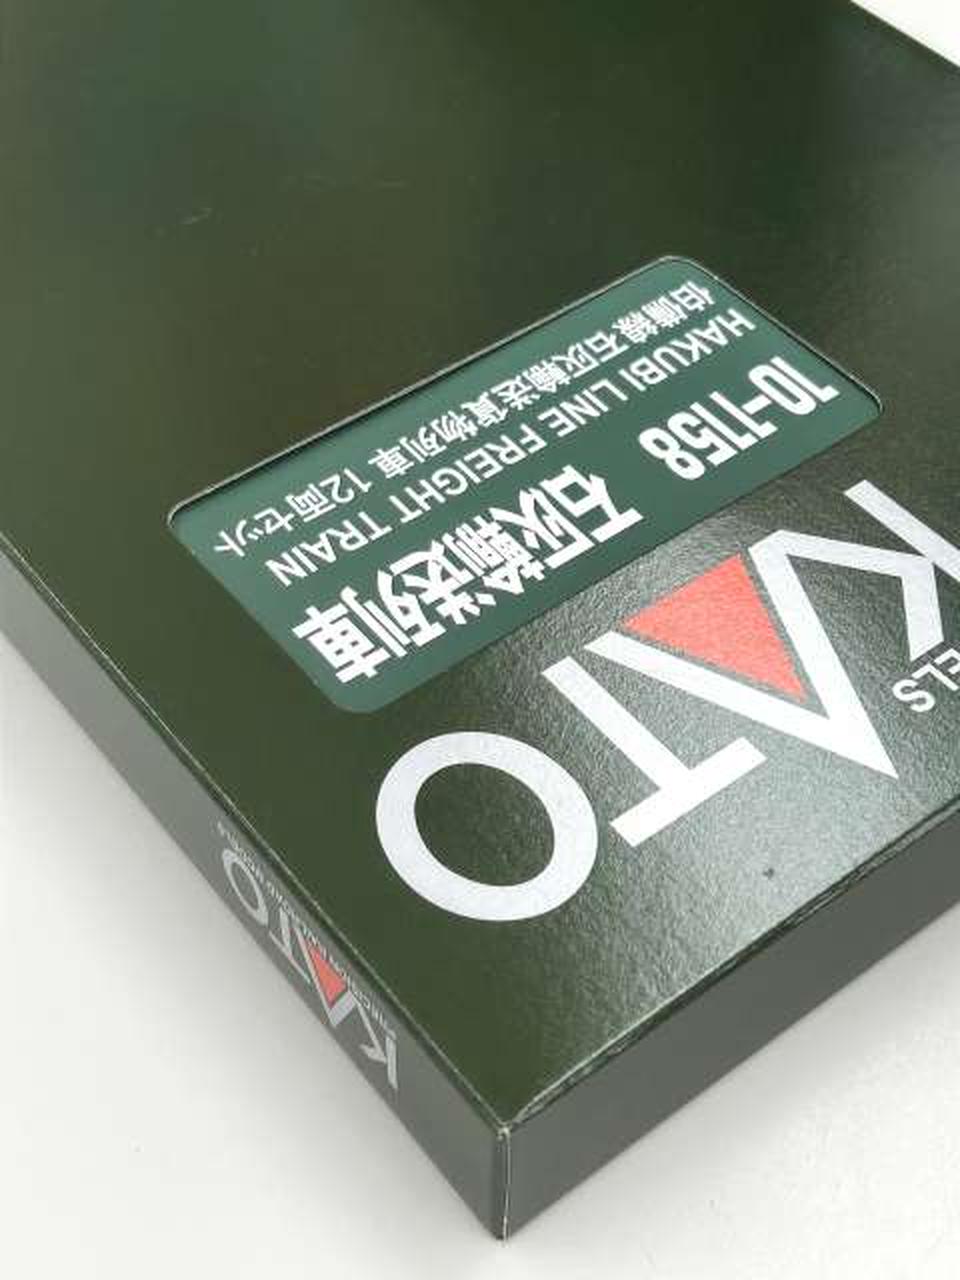 KATO
ELS
10-1158
石灰輸送列車
HAKUBI LINE FREIGHT TRAIN
伯備線石灰輸送貨物列車 12両セット
KATO